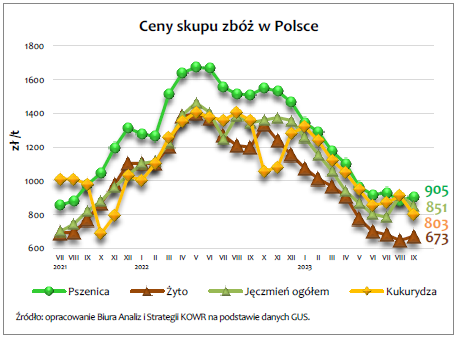 Ceny skupu zbóż w Polsce
zł /t
1800
1600
1400
1200
1000
800
600
VII VIII IX X XI XII I II III IV V VI VII VIII IX X XI XII I II III IV V VI VII VIII IX
2021 2022 2023
905
851
803
673
Pszenica Żyto Jęczmień ogółem Kukurydza
Źródło: opracowanie Biura Analiz i Strategii KOWR na podstawie danych GUS.